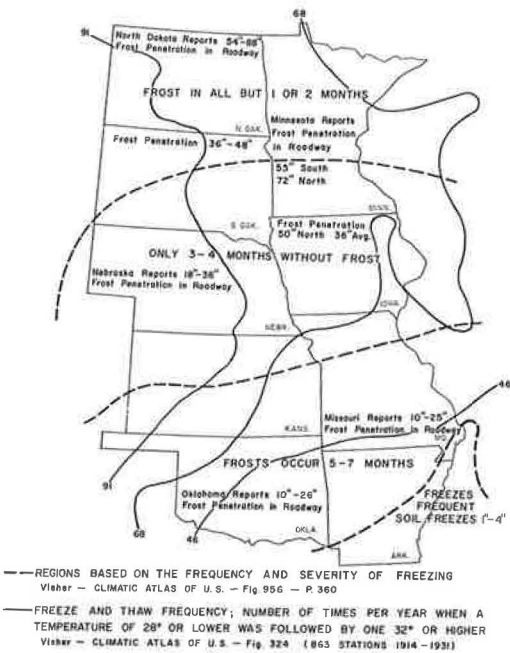 68
91
North Dakota Reports 54"-88"
Frost Penetration in Roadway
FROST IN ALL BUT 1 OR 2 MONTHS
Minnesota Reports
Frost Penetration
in Roadway
N. DAK.
Frost Penetration 36"-48"
55" South
72" North
MINN.
S. DAK.
Frost Penetration
50" North 36" Avg.
ONLY 3-4 MONTHS WITHOUT FROST
Nebraska Reports 18"-36"
Frost Penetration in Roadway
IOWA
NEBR.
46
Missouri Reports 10"-25"
Frost Penetration in Roadway
KANS.
MO.
FROSTS OCCUR 5-7 MONTHS
91
Oklahoma Reports 10"-26"
Frost Penetration in Roadway
FREEZES
FREQUENT
SOIL FREEZES 1"-4"
68
46
OKLA.
ARK.
REGIONS BASED ON THE FREQUENCY AND SEVERITY OF FREEZING
Visher - CLIMATIC ATLAS OF U.S. - Fig. 956 - P. 360
FREEZE AND THAW FREQUENCY; NUMBER OF TIMES PER YEAR WHEN A
TEMPERATURE OF 28° OR LOWER WAS FOLLOWED BY ONE 32° OR HIGHER
Visher - CLIMATIC ATLAS OF U.S. - Fig. 324 (863 STATIONS 1914-1931)